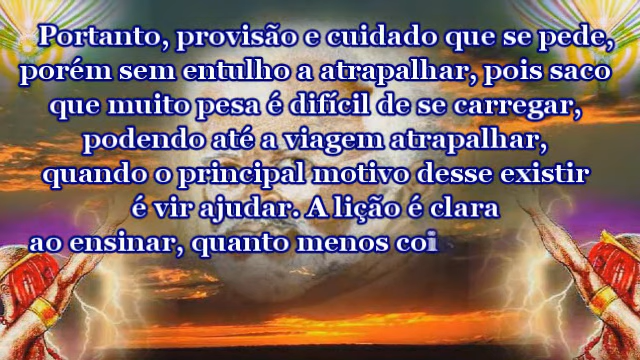 Portanto, provisão e cuidado que se pede,
porém sem entulho a atrapalhar, pois saco
que muito pesa é difícil de se carregar,
podendo até a viagem atrapalhar,
quando o principal motivo desse existir
é vir ajudar. A lição é clara
ao ensinar, quanto menos coi